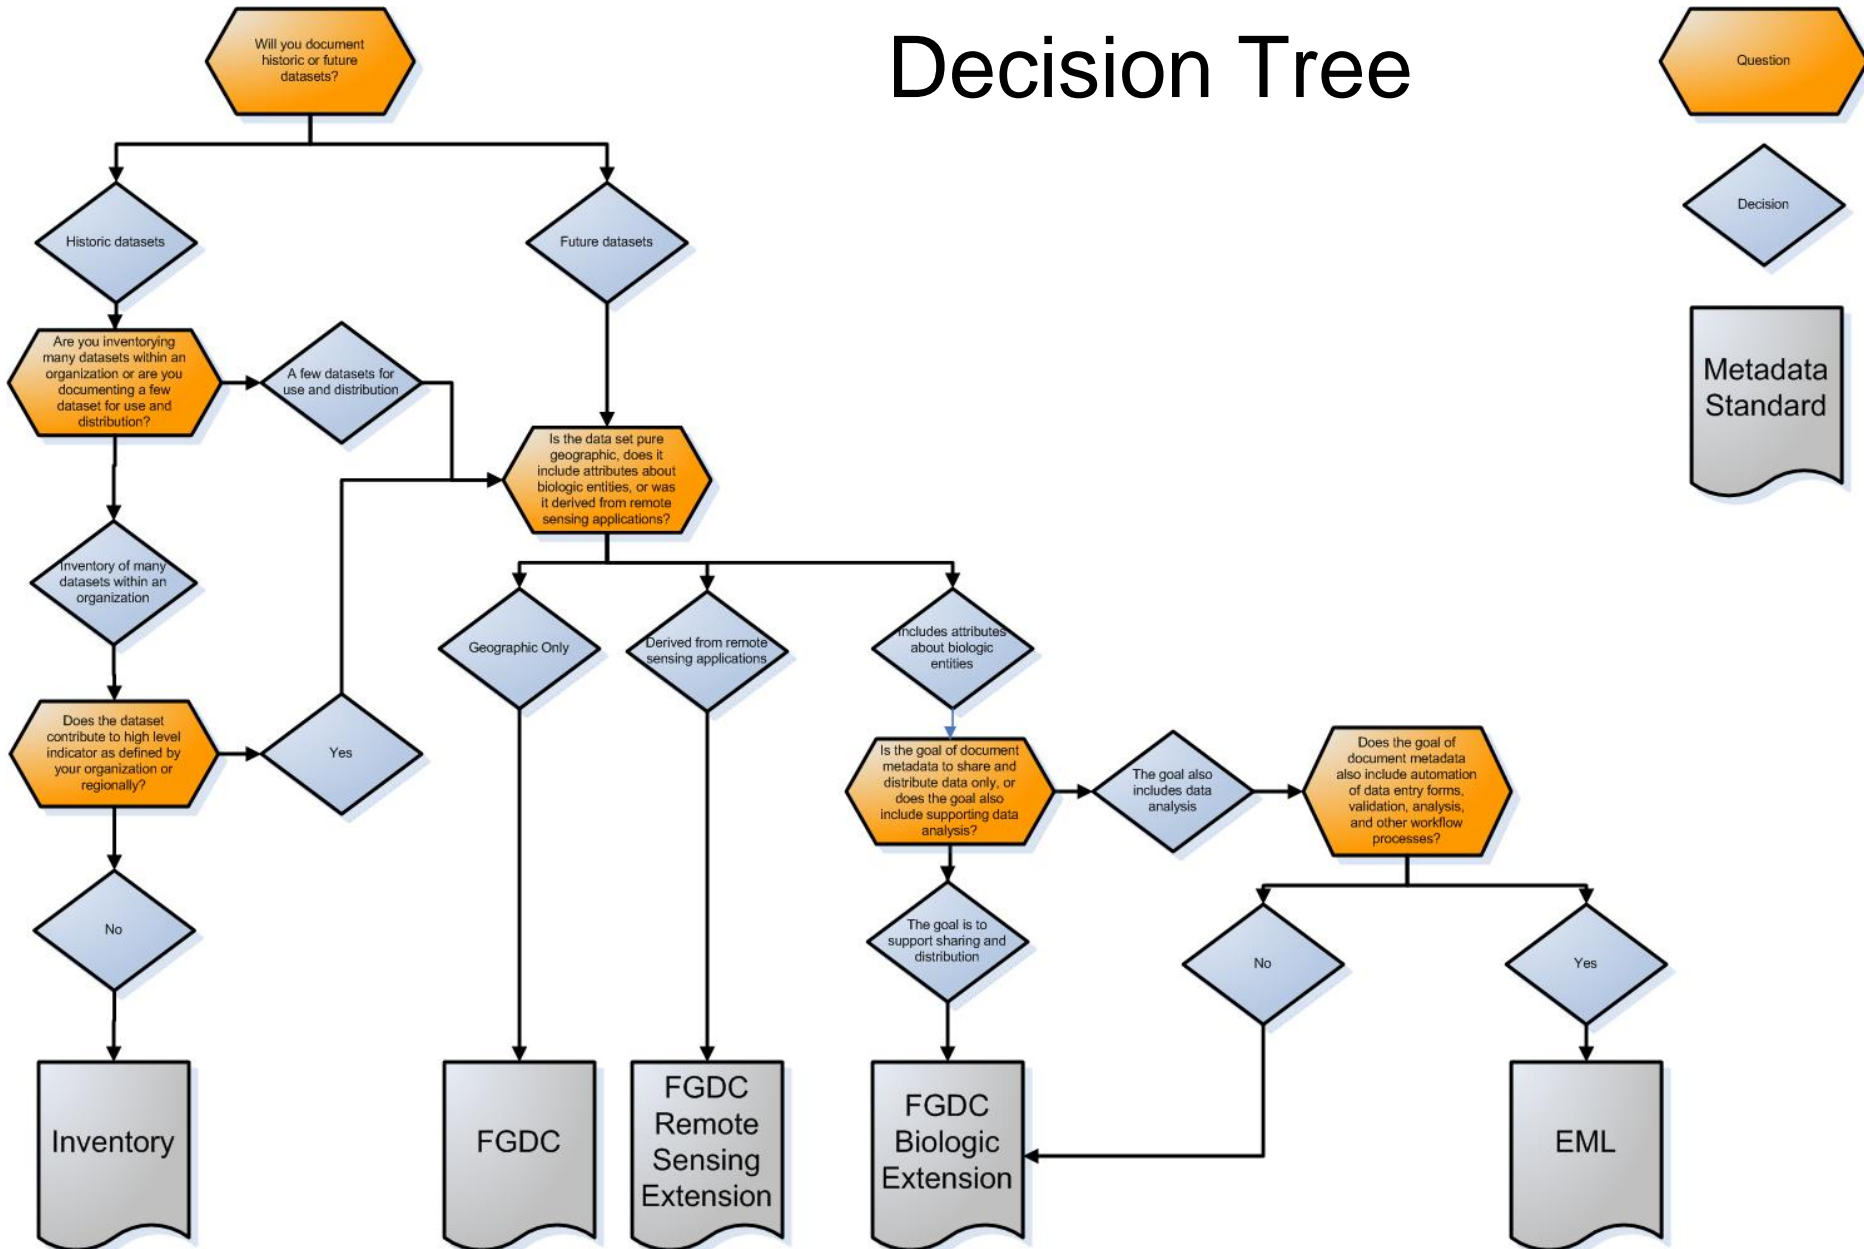 Decision Tree
Will you document
historic or future
datasets?
Question
Decision
Metadata
Standard
Historic datasets
Future datasets
Are you inventorying
many datasets within an
organization or are you
documenting a few
dataset for use and
distribution?
A few datasets for
use and distribution
Is the data set pure
geographic, does it
include attributes about
biologic entities, or was
it derived from remote
sensing applications?
Inventory of many
datasets within an
organization
Geographic Only
Derived from remote
sensing applications
Includes attributes
about biologic
entities
Does the dataset
contribute to high level
indicator as defined by
your organization or
regionally?
Yes
Is the goal of document
metadata to share and
distribute data only, or
does the goal also
include supporting data
analysis?
The goal also
includes data
analysis
Does the goal of
document metadata
also include automation
of data entry forms,
validation, analysis,
and other workflow
processes?
No
The goal is to
support sharing and
distribution
No
Yes
Inventory
FGDC
FGDC
Remote
Sensing
Extension
FGDC
Biologic
Extension
EML